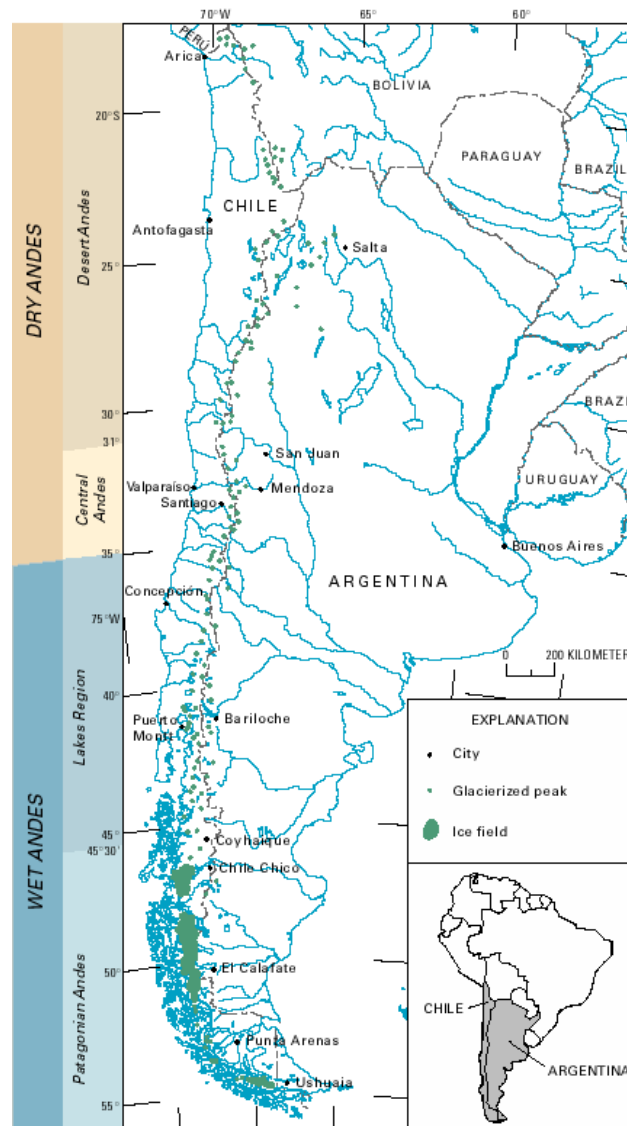 70°W
65°
60°
PERÚ
Arica
BOLIVIA
20°S
PARAGUAY
BRAZIL
CHILE
Antofagasta
Salta
25°
DRY ANDES
Desert Andes
BRAZI
30°
31°
San Juan
URUGUAY
Valparaíso
Mendoza
Santiago
Central
Andes
Buenos Aires
35°
ARGENTINA
Concepción
75°W
0
200 KILOMETER
40°
Lakes Region
Puerto
Montt
Bariloche
EXPLANATION
City
Glacierized peak
Ice field
WET ANDES
45°
45°30'
Coyhaique
Chile Chico
Patagonian Andes
50°
El Calafate
CHILE
Punta Arenas
ARGENTINA
Ushuaia
55°